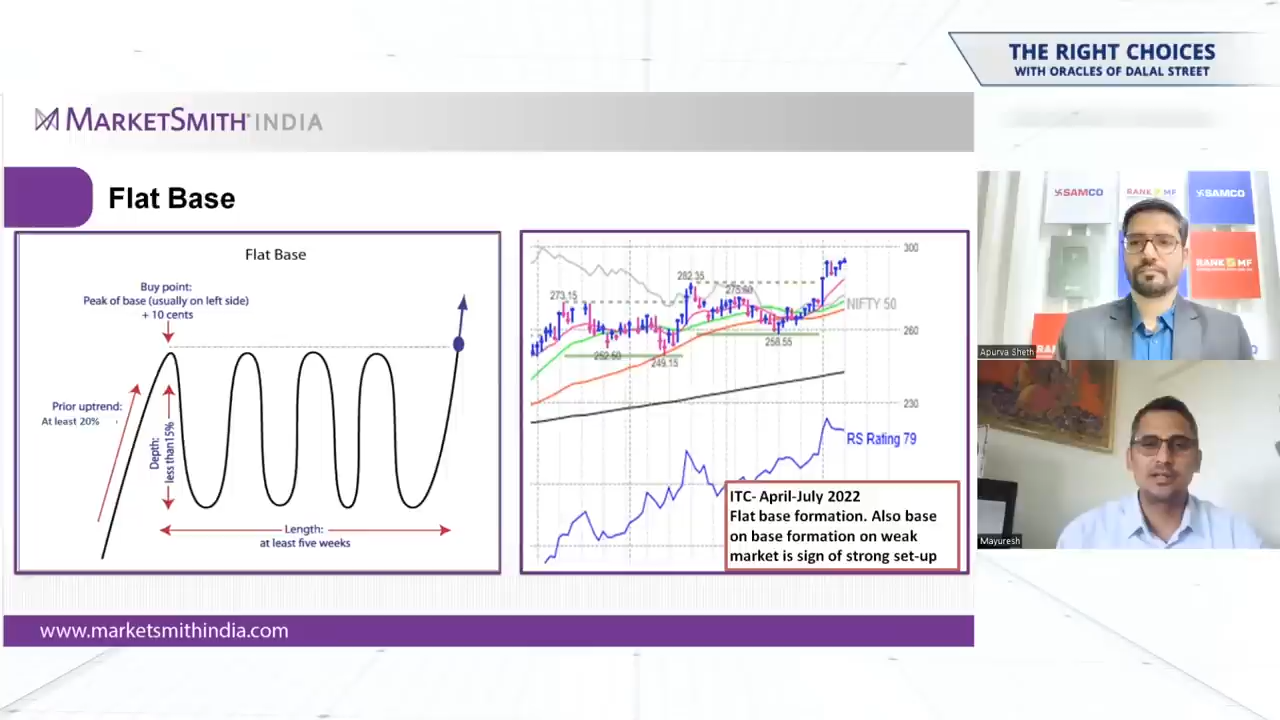 THE RIGHT CHOICES
WITH ORACLES OF DALAL STREET
MARKETSMITH INDIA
Flat Base
Flat Base
Buy point:
Peak of base (usually on left side)
+ 10 cents
Prior uptrend:
At least 20%
Depth:
less than15%
Length:
at least five weeks
300
282.35
273.15
275.80
NIFTY 50
260
252.60
249.15
258.55
230
RS Rating 79
ITC- April-July 2022
Flat base formation. Also base
on base formation on weak
market is sign of strong set-up
SAMCO
RANK MF
SAMCO
RANK MF
Apurva Sheth
Mayuresh
www.marketsmithindia.com